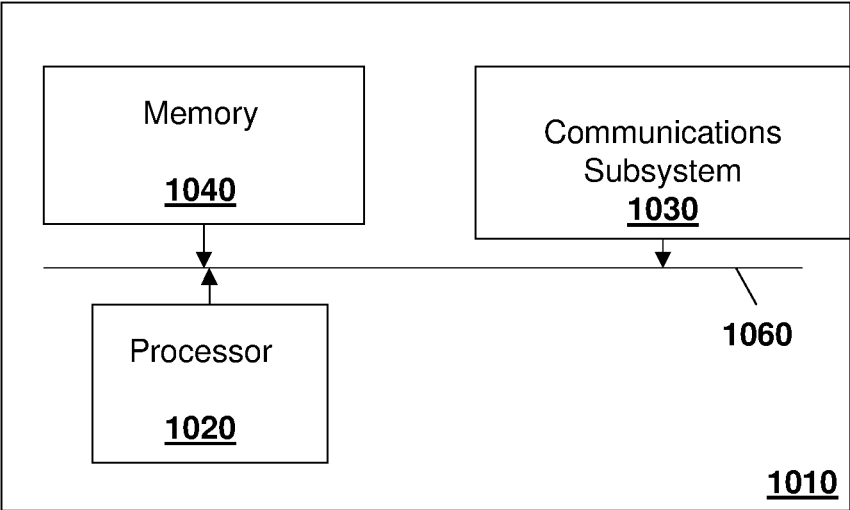 Memory
1040
Communications
Subsystem
1030
1060
Processor
1020
1010